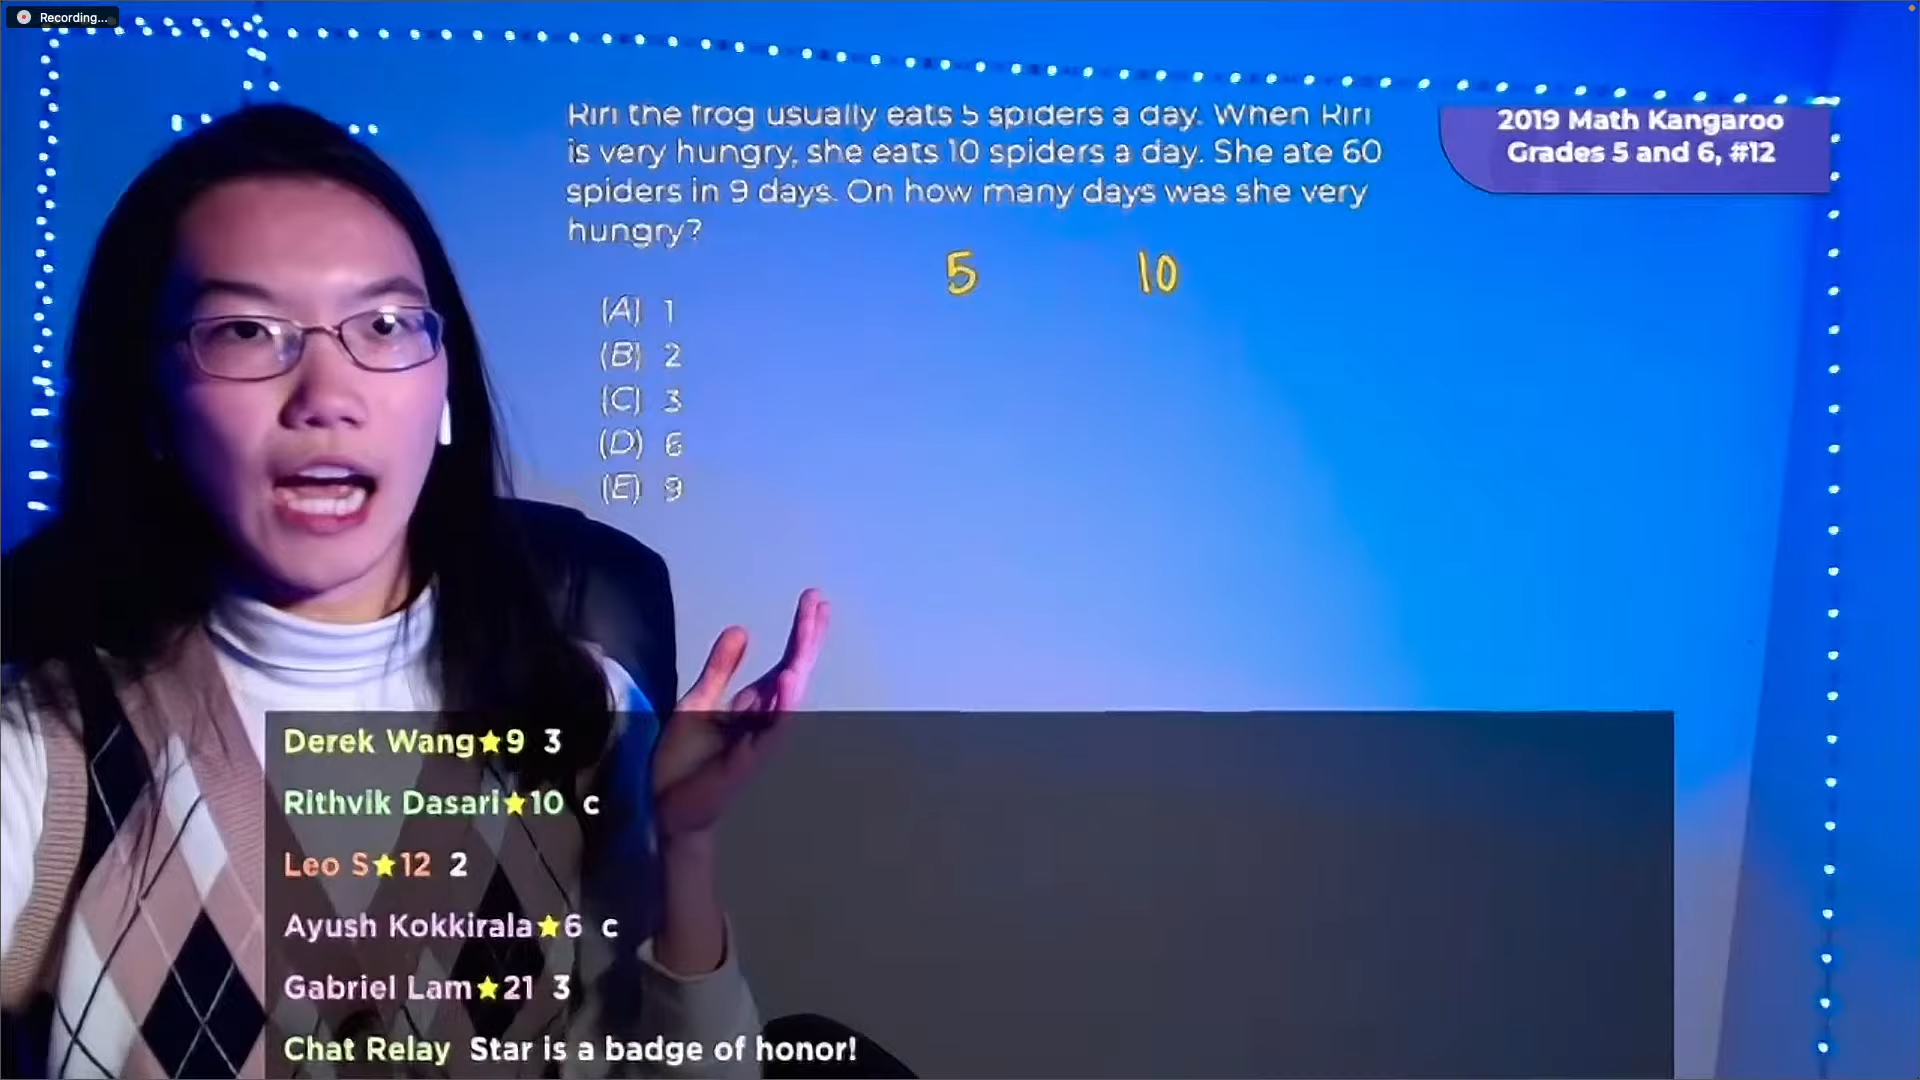 Recording...
Riri the frog usually eats 5 spiders a day. When Riri
is very hungry, she eats 10 spiders a day. She ate 60
spiders in 9 days. On how many days was she very
hungry?
2019 Math Kangaroo
Grades 5 and 6, #12
5 10
(A) 1
(B) 2
(C) 3
(D) 6
(E) 9
Derek Wang★9 3
Rithvik Dasari★10 c
Leo S★12 2
Ayush Kokkirala★6 c
Gabriel Lam★21 3
Chat Relay Star is a badge of honor!